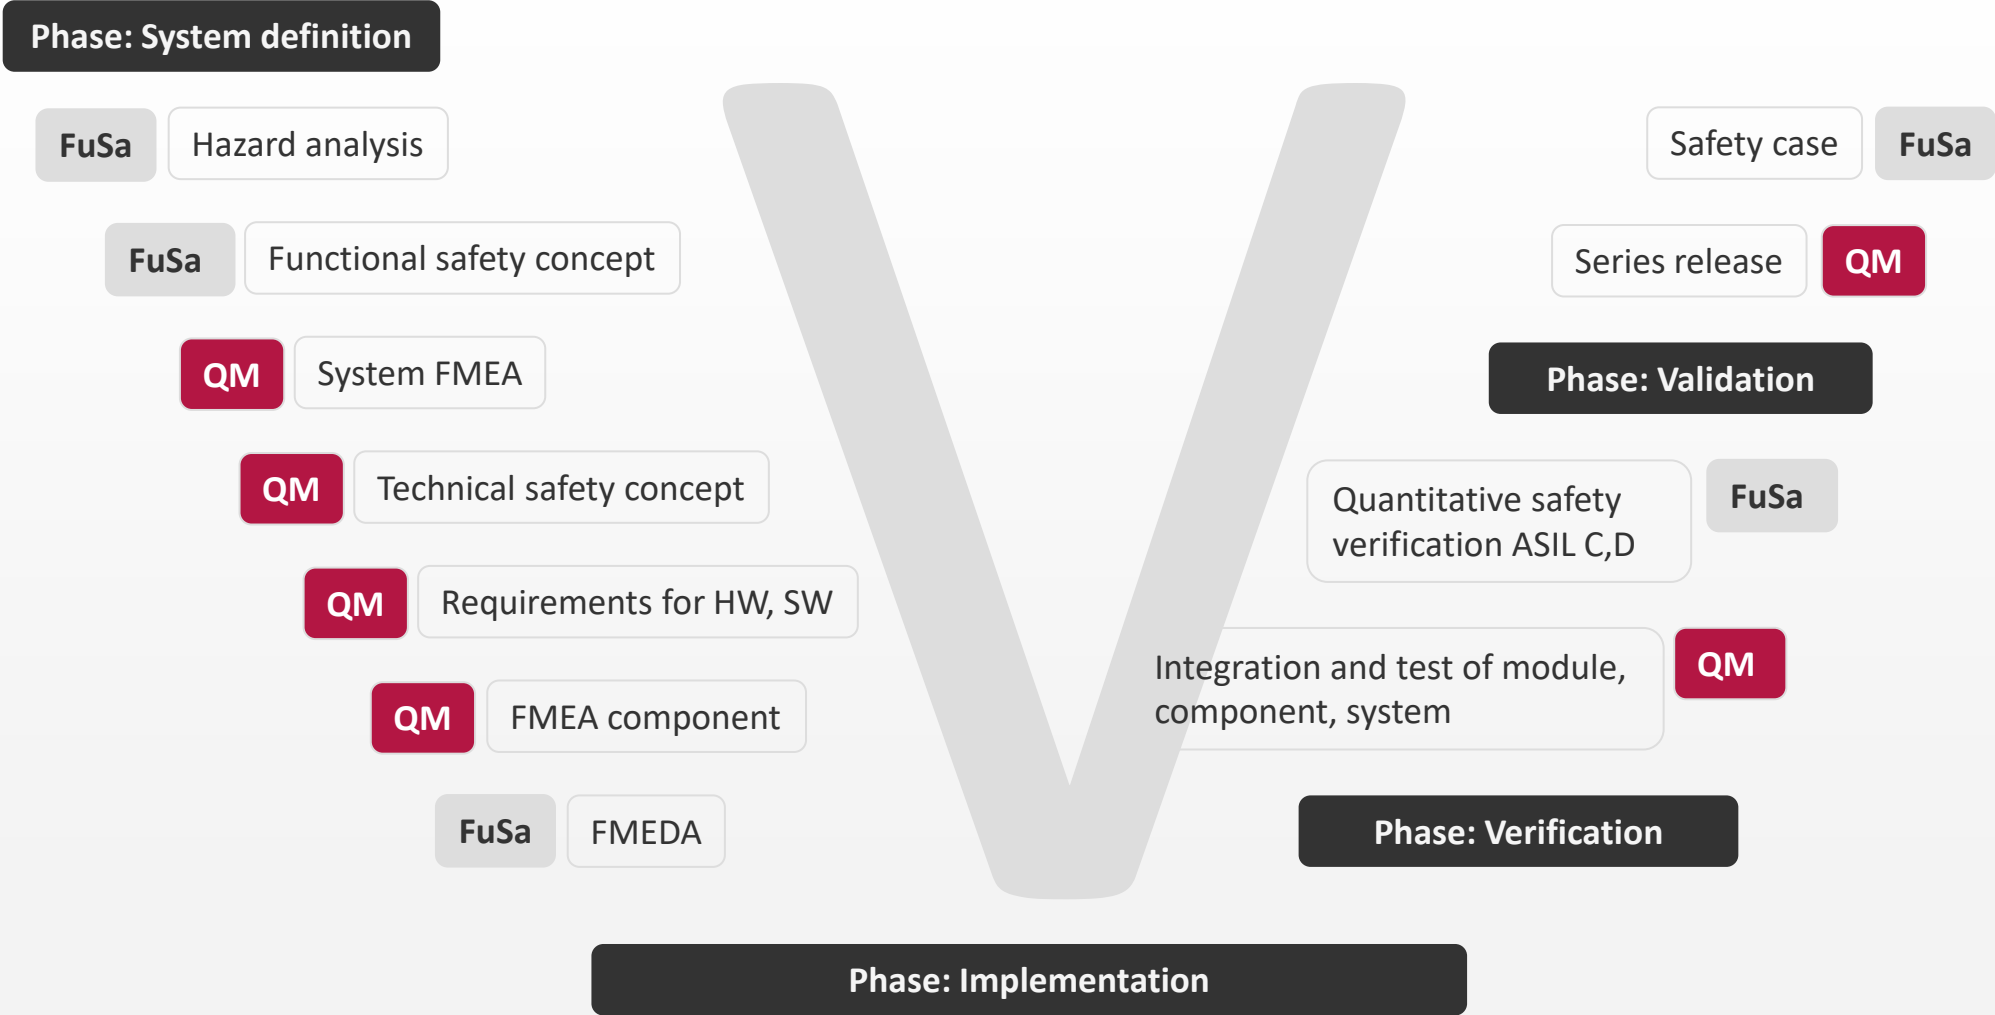 Phase: System definition
FuSa Hazard analysis
FuSa Functional safety concept
QM System FMEA
QM Technical safety concept
QM Requirements for HW, SW
QM FMEA component
FuSa FMEDA
Phase: Implementation
Safety case FuSa
Series release QM
Phase: Validation
Quantitative safety FuSa
verification ASIL C,D
Integration and test of module, QM
component, system
Phase: Verification